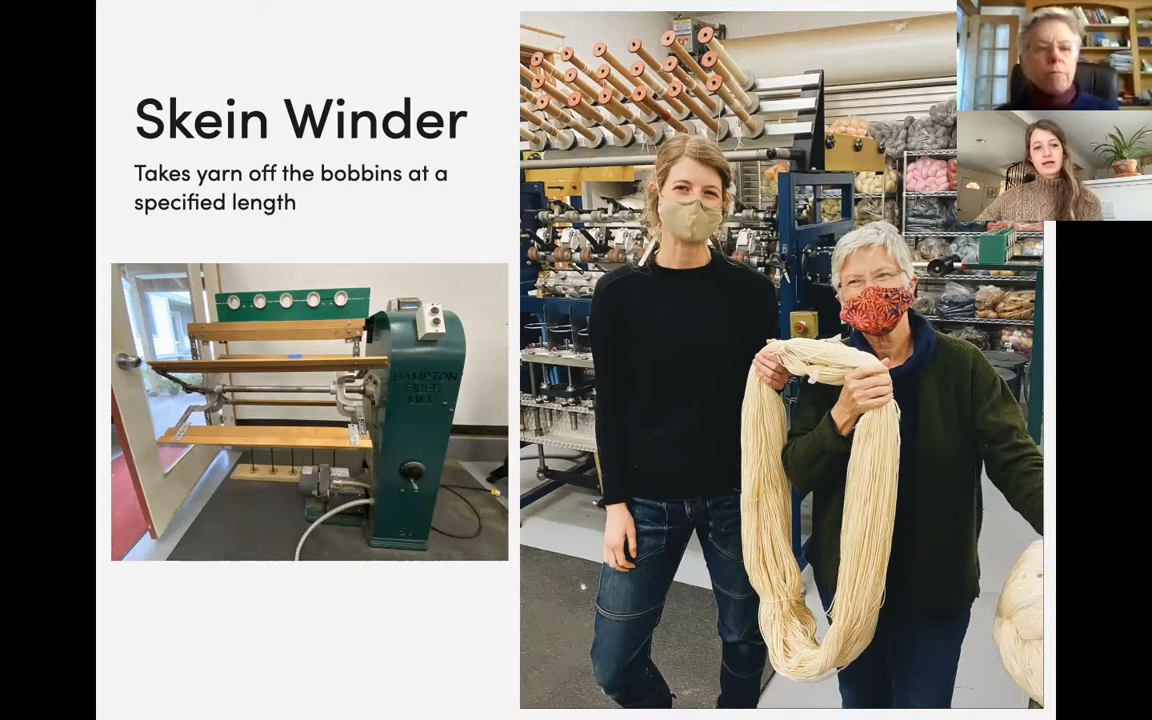 Skein Winder
Takes yarn off the bobbins at a
specified length
HAMPTON
FIBER
MILL